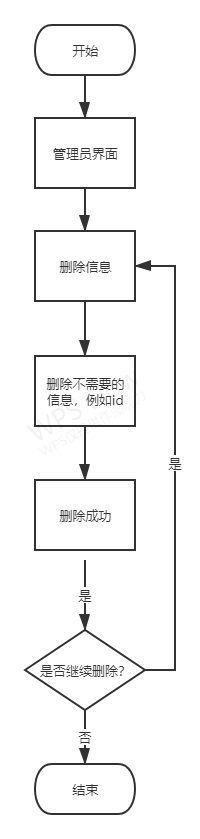 开始
管理员界面
删除信息
删除不需要的
信息，例如id
是
删除成功
是
是否继续删除?
否
结束